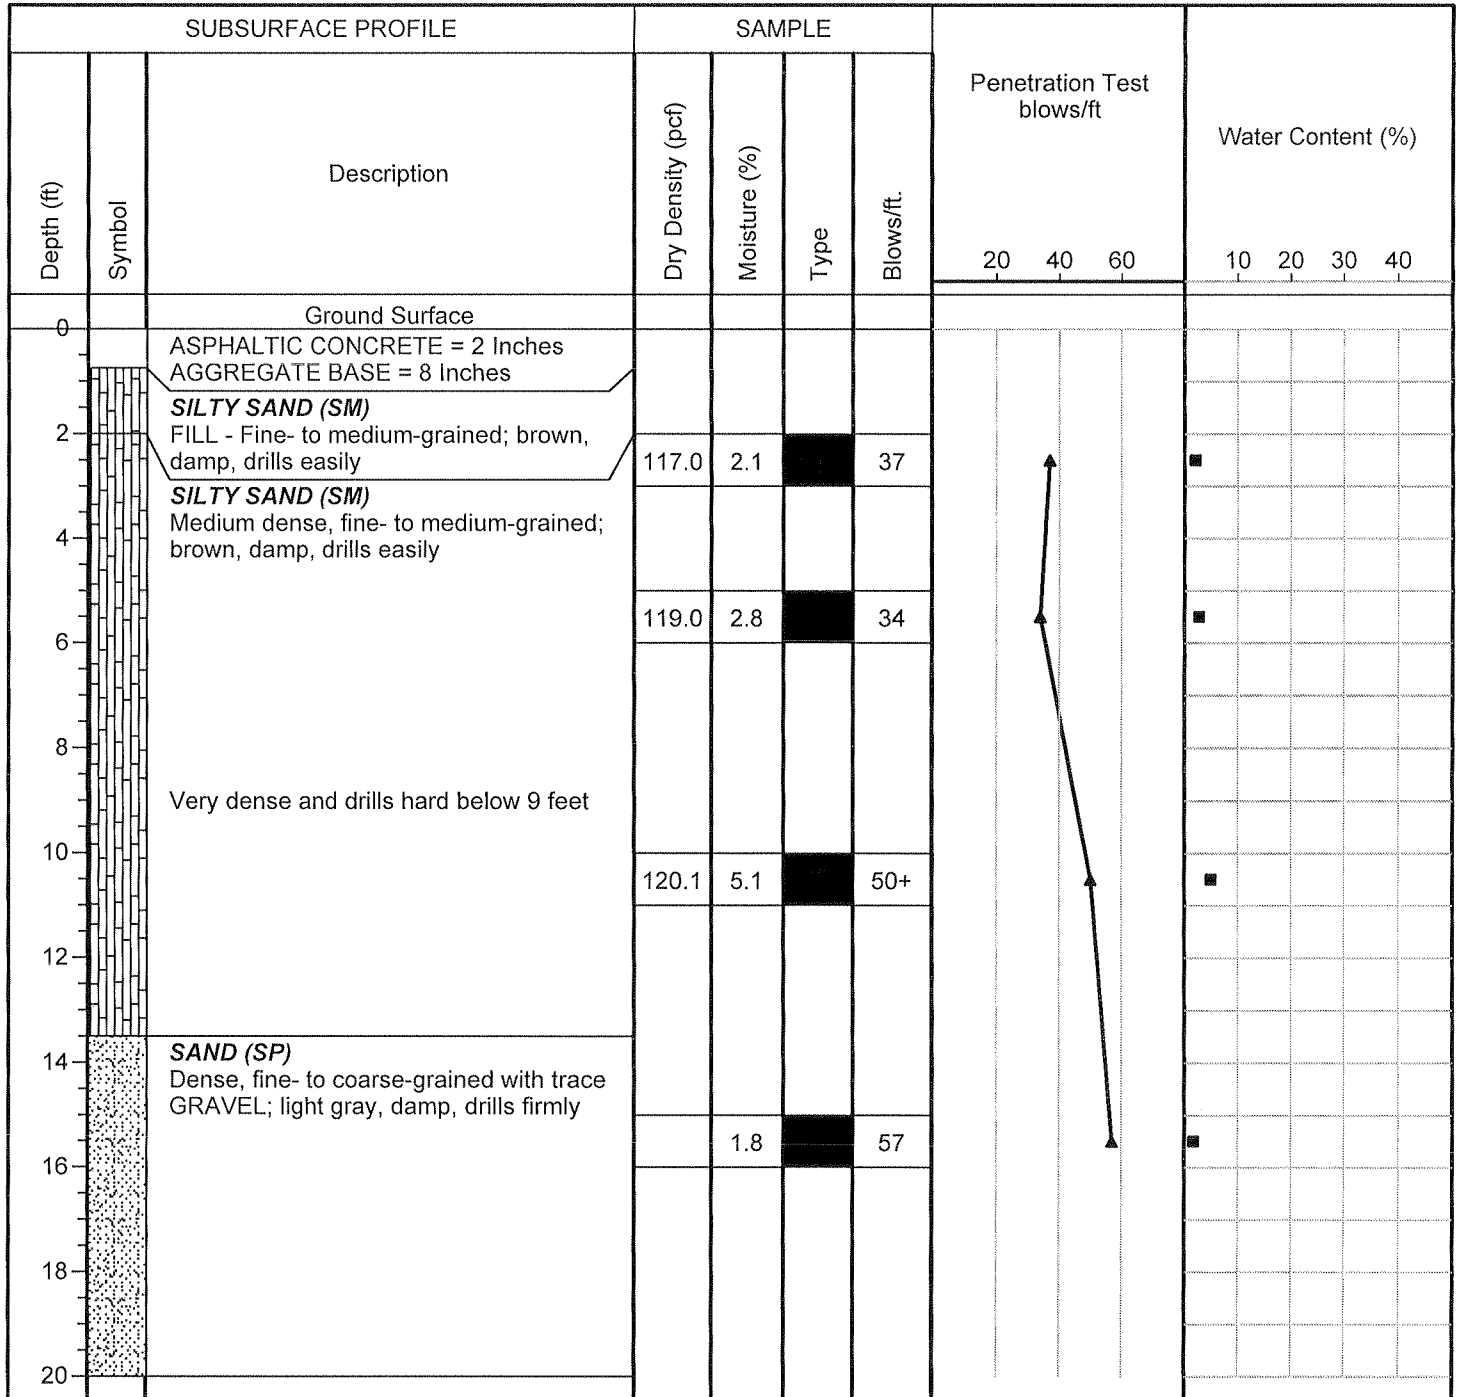 SUBSURFACE PROFILE
SAMPLE
Depth (ft)
Symbol
Description
Dry Density (pcf)
Moisture (%)
Type
Blows/ft.
Penetration Test
blows/ft
20 40 60
Water Content (%)
10 20 30 40
Ground Surface
0
ASPHALTIC CONCRETE = 2 Inches
AGGREGATE BASE = 8 Inches
SILTY SAND (SM)
2
FILL - Fine- to medium-grained; brown,
damp, drills easily
117.0 2.1 37
SILTY SAND (SM)
Medium dense, fine- to medium-grained;
4
brown, damp, drills easily
119.0 2.8 34
6
8
Very dense and drills hard below 9 feet
10
120.1 5.1 50+
12
14
SAND (SP)
Dense, fine- to coarse-grained with trace
GRAVEL; light gray, damp, drills firmly
1.8 57
16
18
20